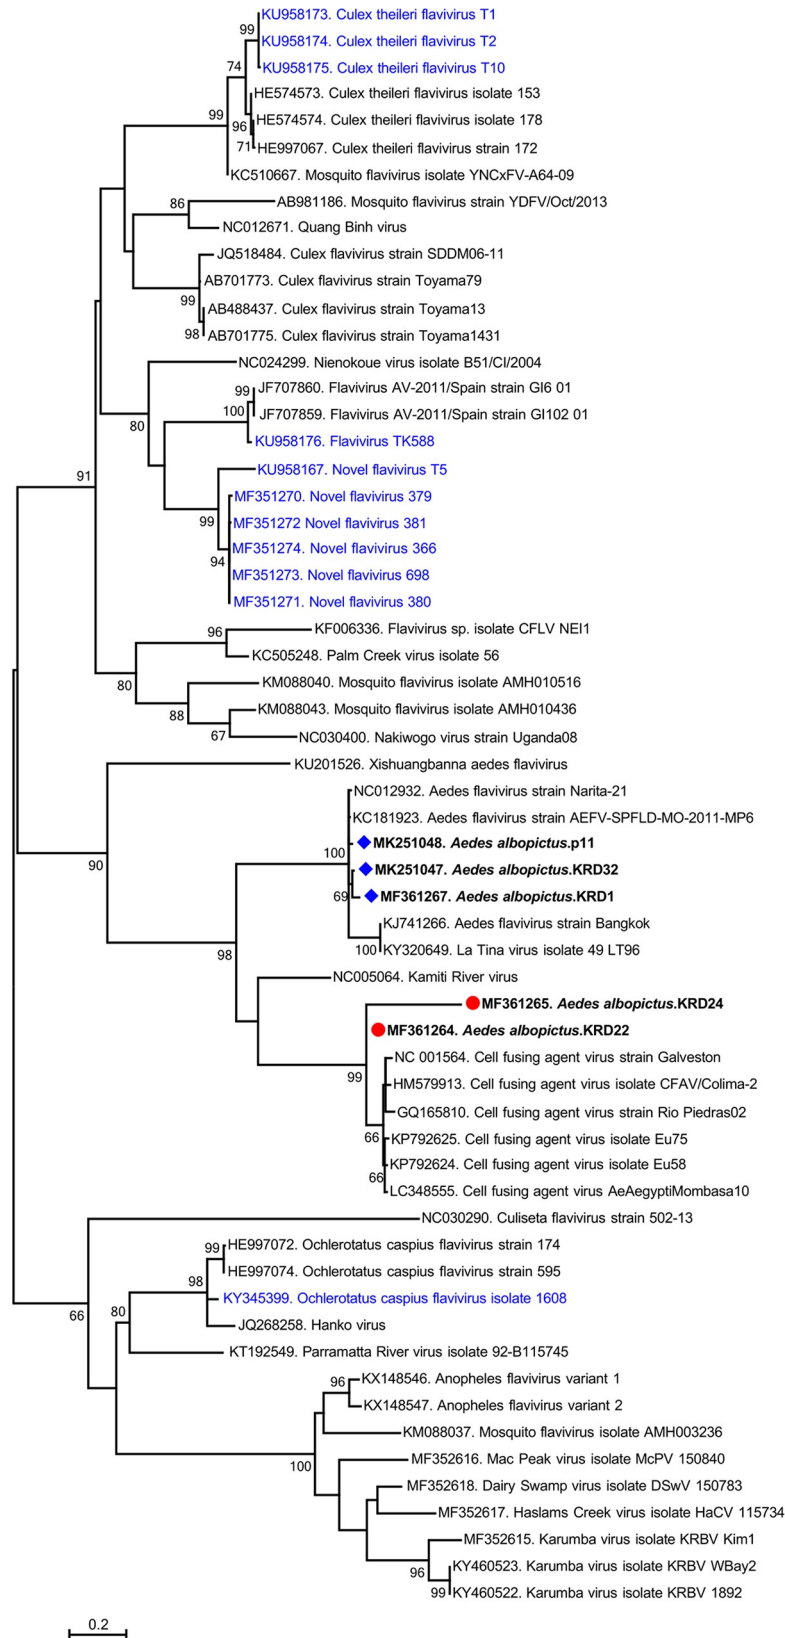 KU958173. Culex theileri flavivirus T1
99
KU958174. Culex theileri flavivirus T2
74
KU958175. Culex theileri flavivirus T10
HE574573. Culex theileri flavivirus isolate 153
99
HE574574. Culex theileri flavivirus isolate 178
96
71
HE997067. Culex theileri flavivirus strain 172
KC510667. Mosquito flavivirus isolate YNCxFV-A64-09
86
AB981186. Mosquito flavivirus strain YDFV/Oct/2013
NC012671. Quang Binh virus
JQ518484. Culex flavivirus strain SDDM06-11
AB701773. Culex flavivirus strain Toyama79
99
AB488437. Culex flavivirus strain Toyama13
98
AB701775. Culex flavivirus strain Toyama1431
NC024299. Nienokoue virus isolate B51/CI/2004
99
JF707860. Flavivirus AV-2011/Spain strain GI6 01
100
JF707859. Flavivirus AV-2011/Spain strain GI102 01
80
KU958176. Flavivirus TK588
91
KU958167. Novel flavivirus T5
MF351270. Novel flavivirus 379
99
MF351272 Novel flavivirus 381
MF351274. Novel flavivirus 366
94
MF351273. Novel flavivirus 698
MF351271. Novel flavivirus 380
96
KF006336. Flavivirus sp. isolate CFLV NEI1
KC505248. Palm Creek virus isolate 56
80
KM088040. Mosquito flavivirus isolate AMH010516
88
KM088043. Mosquito flavivirus isolate AMH010436
67
NC030400. Nakiwogo virus strain Uganda08
KU201526. Xishuangbanna aedes flavivirus
NC012932. Aedes flavivirus strain Narita-21
KC181923. Aedes flavivirus strain AEFV-SPFLD-MO-2011-MP6
MK251048. Aedes albopictus.p11
100
90
MK251047. Aedes albopictus.KRD32
69
MF361267. Aedes albopictus.KRD1
KJ741266. Aedes flavivirus strain Bangkok
98
100
KY320649. La Tina virus isolate 49 LT96
NC005064. Kamiti River virus
MF361265. Aedes albopictus.KRD24
MF361264. Aedes albopictus.KRD22
NC 001564. Cell fusing agent virus strain Galveston
99
HM579913. Cell fusing agent virus isolate CFAV/Colima-2
GQ165810. Cell fusing agent virus strain Rio Piedras02
66
KP792625. Cell fusing agent virus isolate Eu75
KP792624. Cell fusing agent virus isolate Eu58
66
LC348555. Cell fusing agent virus AeAegyptiMombasa10
NC030290. Culiseta flavivirus strain 502-13
99
HE997072. Ochlerotatus caspius flavivirus strain 174
HE997074. Ochlerotatus caspius flavivirus strain 595
98
KY345399. Ochlerotatus caspius flavivirus isolate 1608
66
80
JQ268258. Hanko virus
KT192549. Parramatta River virus isolate 92-B115745
96
KX148546. Anopheles flavivirus variant 1
KX148547. Anopheles flavivirus variant 2
KM088037. Mosquito flavivirus isolate AMH003236
100
MF352616. Mac Peak virus isolate McPV 150840
MF352618. Dairy Swamp virus isolate DSwV 150783
MF352617. Haslams Creek virus isolate HaCV 115734
MF352615. Karumba virus isolate KRBV Kim1
96
KY460523. Karumba virus isolate KRBV WBay2
99
KY460522. Karumba virus isolate KRBV 1892
0.2